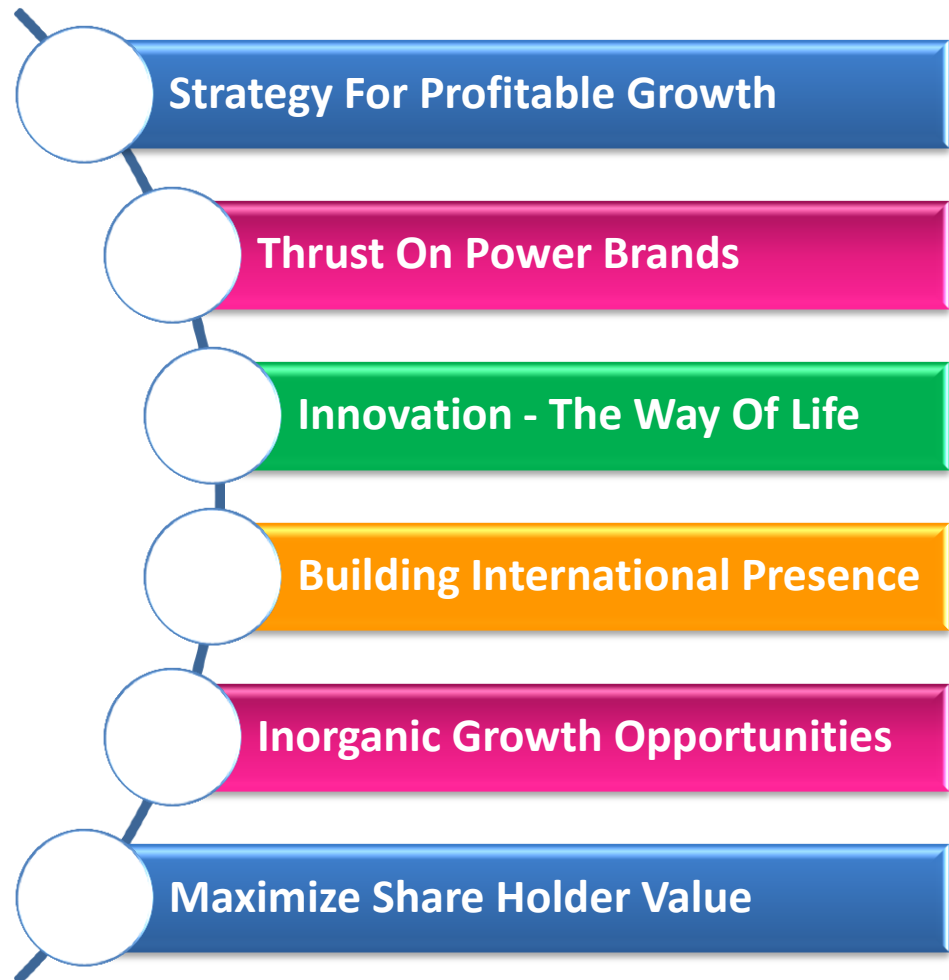 Strategy For Profitable Growth
Thrust On Power Brands
Innovation - The Way Of Life
Building International Presence
Inorganic Growth Opportunities
Maximize Share Holder Value